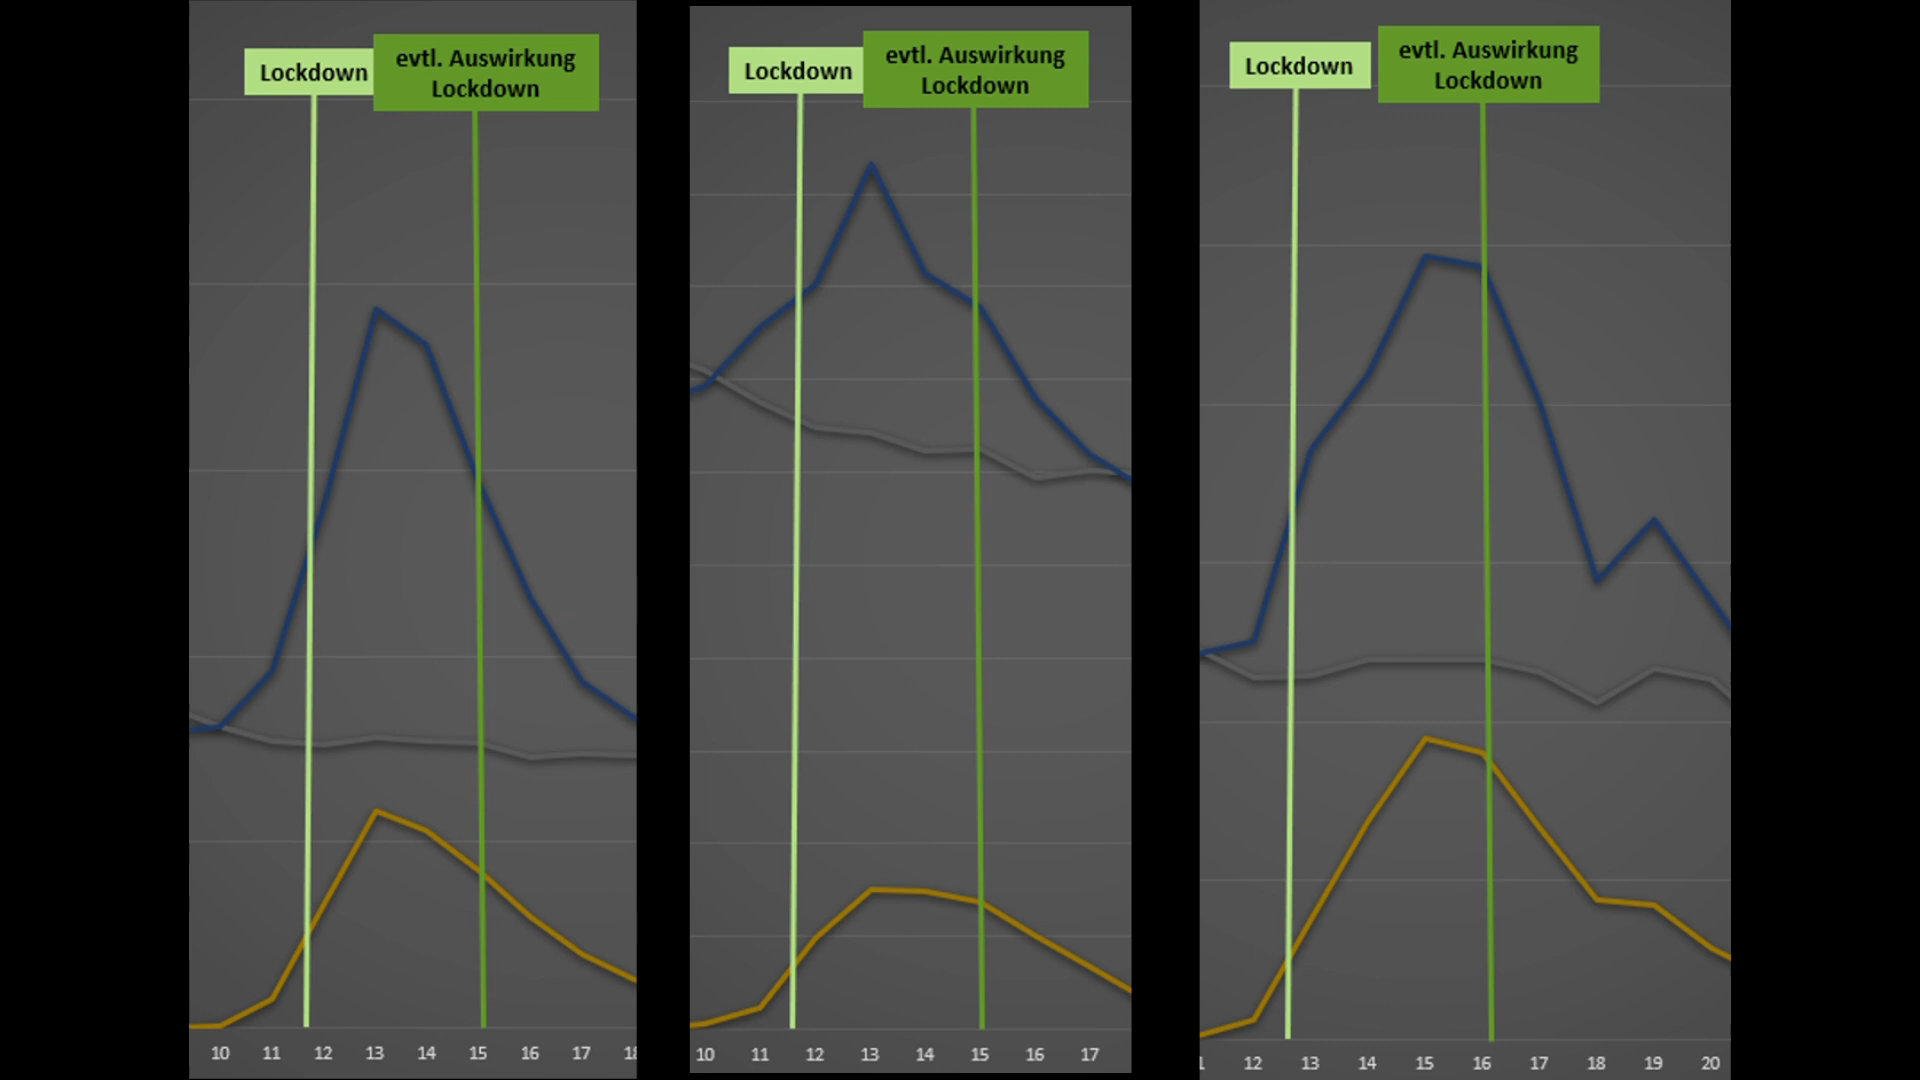 Lockdown
evtl. Auswirkung
Lockdown
10 11 12 13 14 15 16 17 18
Lockdown
evtl. Auswirkung
Lockdown
10 11 12 13 14 15 16 17
Lockdown
evtl. Auswirkung
Lockdown
12 13 14 15 16 17 18 19 20